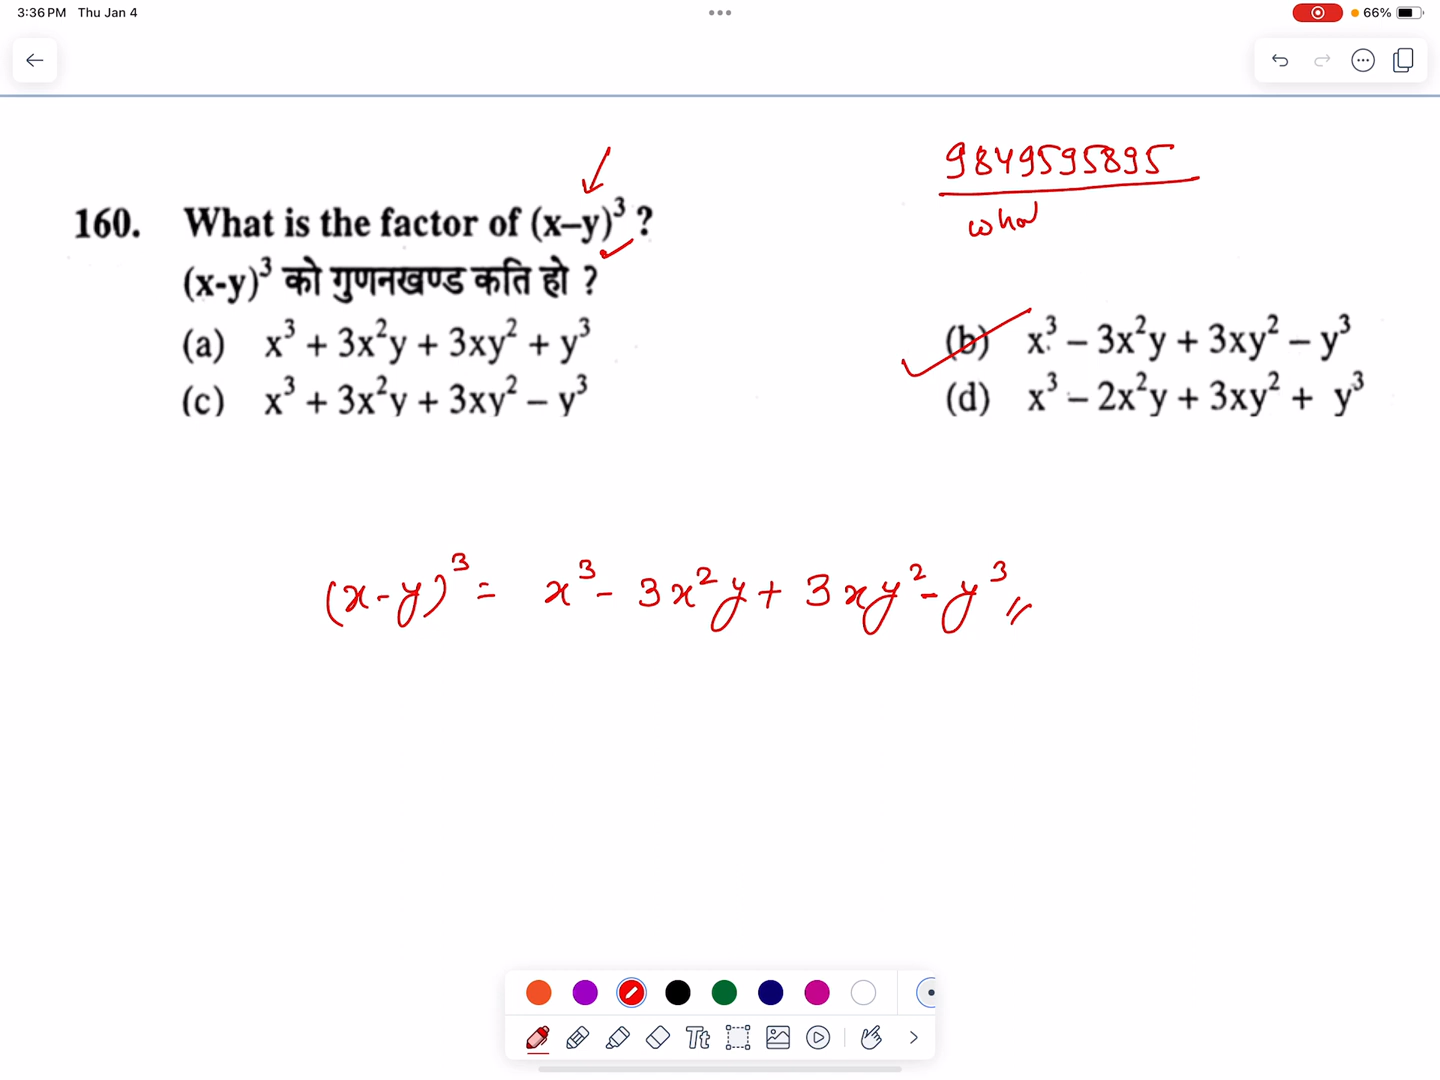 3:36 PM Thu Jan 4
66%
9849595895
what
160. What is the factor of (x–y)³ ?
(x-y)³ को गुणनखण्ड कति हो ?
(a) x³ + 3x²y + 3xy² + y³
(b) x³ – 3x²y + 3xy² – y³
(c) x³ + 3x²y + 3xy² – y³
(d) x³ – 2x²y + 3xy² + y³
(x-y)³ = x³ - 3x²y + 3xy² - y³
Tt